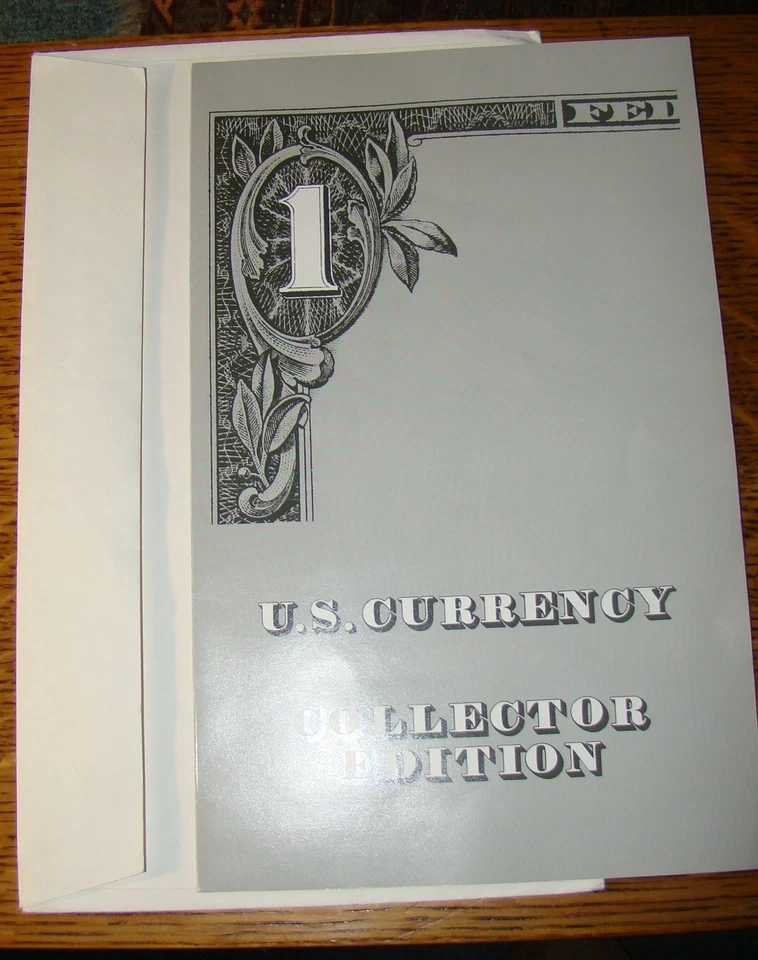 FED
1
U.S. CURRENCY
COLLECTOR
EDITION